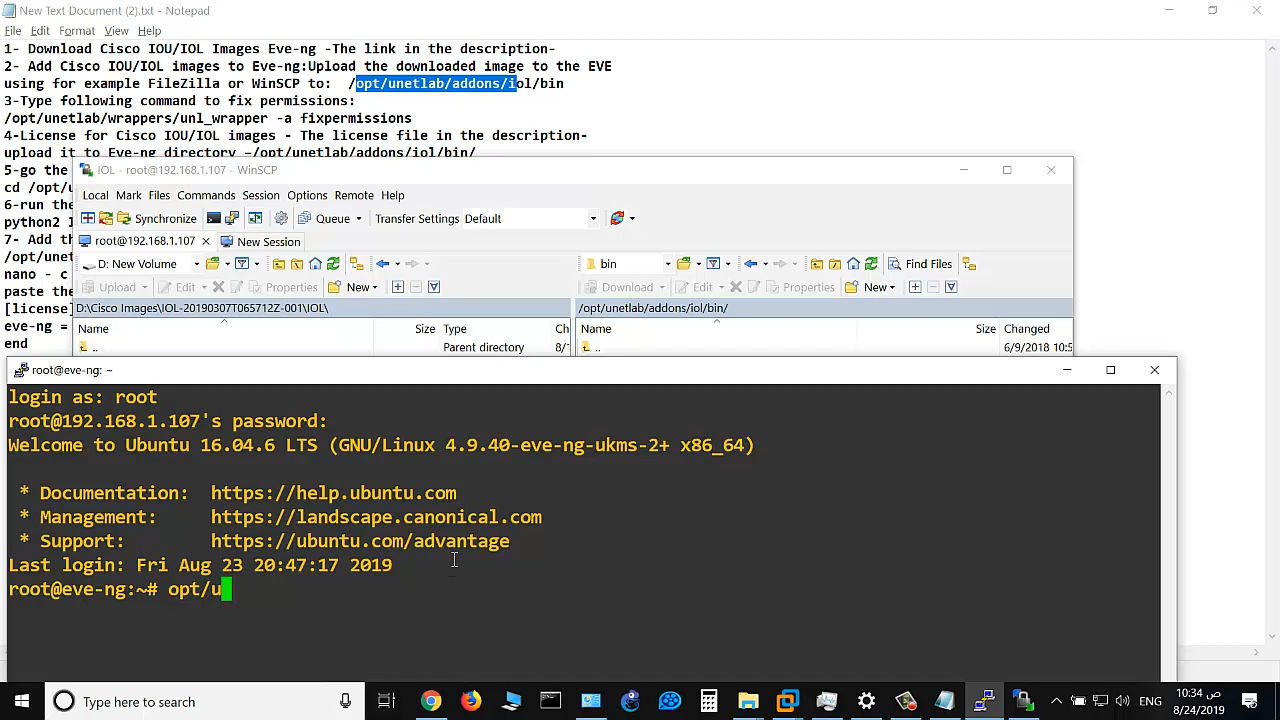 New Text Document (2).txt - Notepad
File Edit Format View Help
1- Download Cisco IOU/IOL Images Eve-ng -The link in the description-
2- Add Cisco IOU/IOL images to Eve-ng:Upload the downloaded image to the EVE
using for example FileZilla or WinSCP to: /opt/unetlab/addons/iol/bin
3-Type following command to fix permissions:
/opt/unetlab/wrappers/unl_wrapper -a fixpermissions
4-License for Cisco IOU/IOL images - The license file in the description-
upload it to Eve-ng directory –/opt/unetlab/addons/iol/bin/
5-go the
cd /opt/u
6-run the
python2
7- Add th
/opt/unet
nano - c
paste the
[license]
eve-ng =
end
IOL - root@192.168.1.107 - WinSCP
Local Mark Files Commands Session Options Remote Help
Synchronize Queue Transfer Settings Default
root@192.168.1.107 New Session
D: New Volume bin Find Files
Upload Edit Properties New Download Edit Properties New
D:\Cisco Images\IOL-20190307T065712Z-001\IOL\ /opt/unetlab/addons/iol/bin/
Name Size Type Ch Name Size Changed
.. Parent directory 8/ .. 6/9/2018 10:5
root@eve-ng: ~
login as: root
root@192.168.1.107's password:
Welcome to Ubuntu 16.04.6 LTS (GNU/Linux 4.9.40-eve-ng-ukms-2+ x86_64)
* Documentation: https://help.ubuntu.com
* Management: https://landscape.canonical.com
* Support: https://ubuntu.com/advantage
Last login: Fri Aug 23 20:47:17 2019
root@eve-ng:~# opt/u
Type here to search
ENG
10:34 ص
8/24/2019